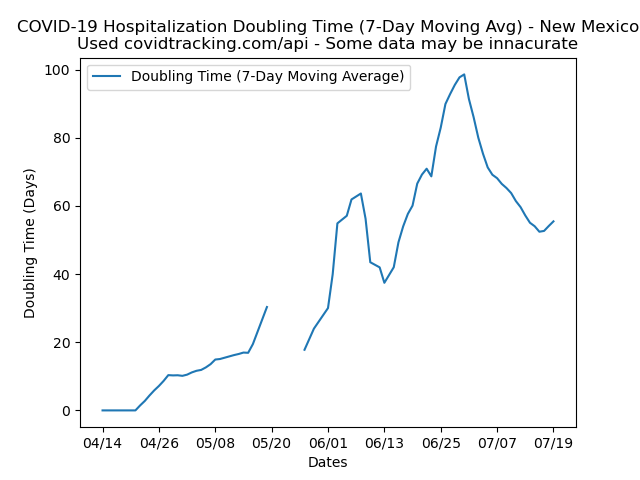 COVID-19 Hospitalization Doubling Time (7-Day Moving Avg) - New Mexico
Used covidtracking.com/api - Some data may be innacurate
Doubling Time (7-Day Moving Average)
100
80
60
40
20
0
Doubling Time (Days)
04/14 04/26 05/08 05/20 06/01 06/13 06/25 07/07 07/19
Dates